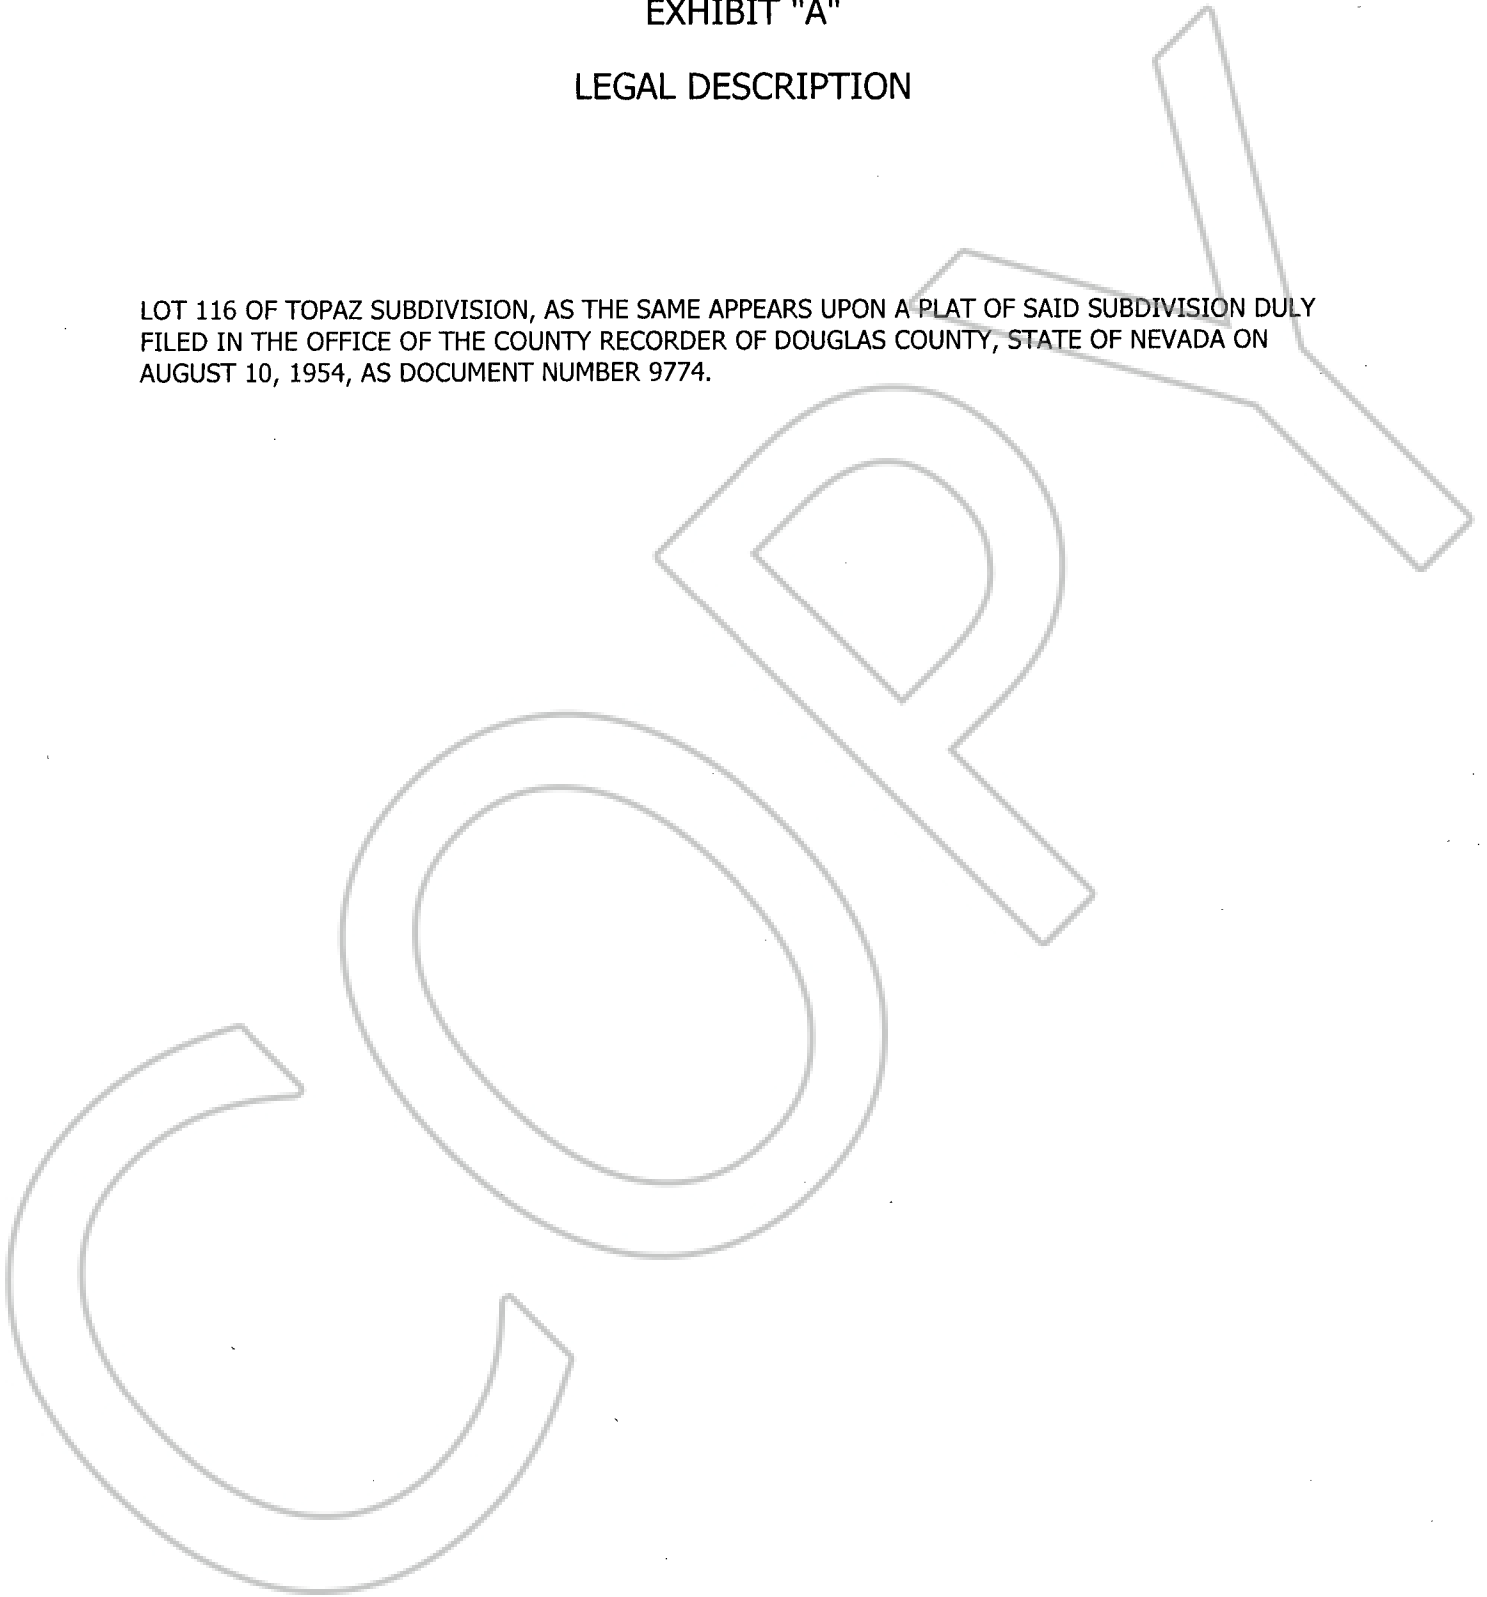 EXHIBIT "A"
LEGAL DESCRIPTION
LOT 116 OF TOPAZ SUBDIVISION, AS THE SAME APPEARS UPON A PLAT OF SAID SUBDIVISION DULY
FILED IN THE OFFICE OF THE COUNTY RECORDER OF DOUGLAS COUNTY, STATE OF NEVADA ON
AUGUST 10, 1954, AS DOCUMENT NUMBER 9774.
COPY